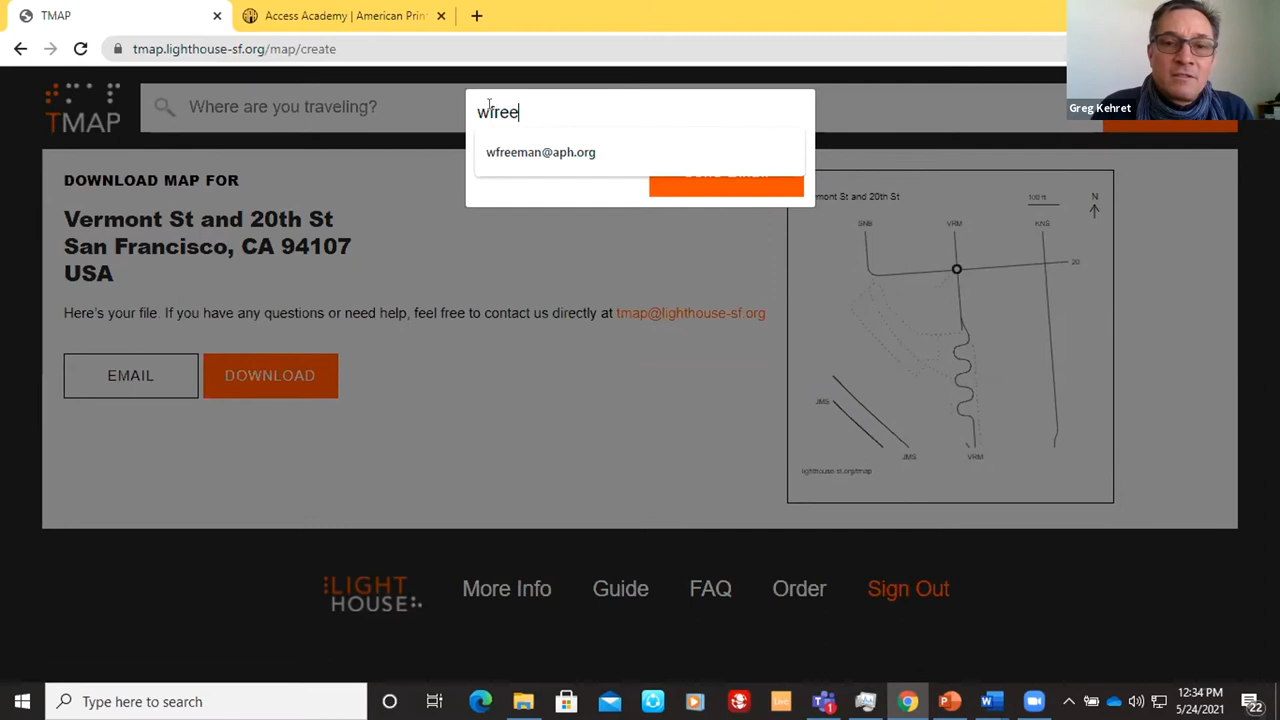 TMAP
Access Academy | American Prin
tmap.lighthouse-sf.org/map/create
Greg Kehret
TMAP
Where are you traveling?
wfree
wfreeman@aph.org
DOWNLOAD MAP FOR
Vermont St and 20th St
San Francisco, CA 94107
USA
Here's your file. If you have any questions or need help, feel free to contact us directly at tmap@lighthouse-sf.org
EMAIL
DOWNLOAD
t St and 20th St
100 ft
N
SNB
VRM
KNS
20
JMS
JMS
VRM
lighthouse-sf.org/tmap
LIGHT
HOUSE
More Info
Guide
FAQ
Order
Sign Out
Type here to search
12:34 PM
5/24/2021
22